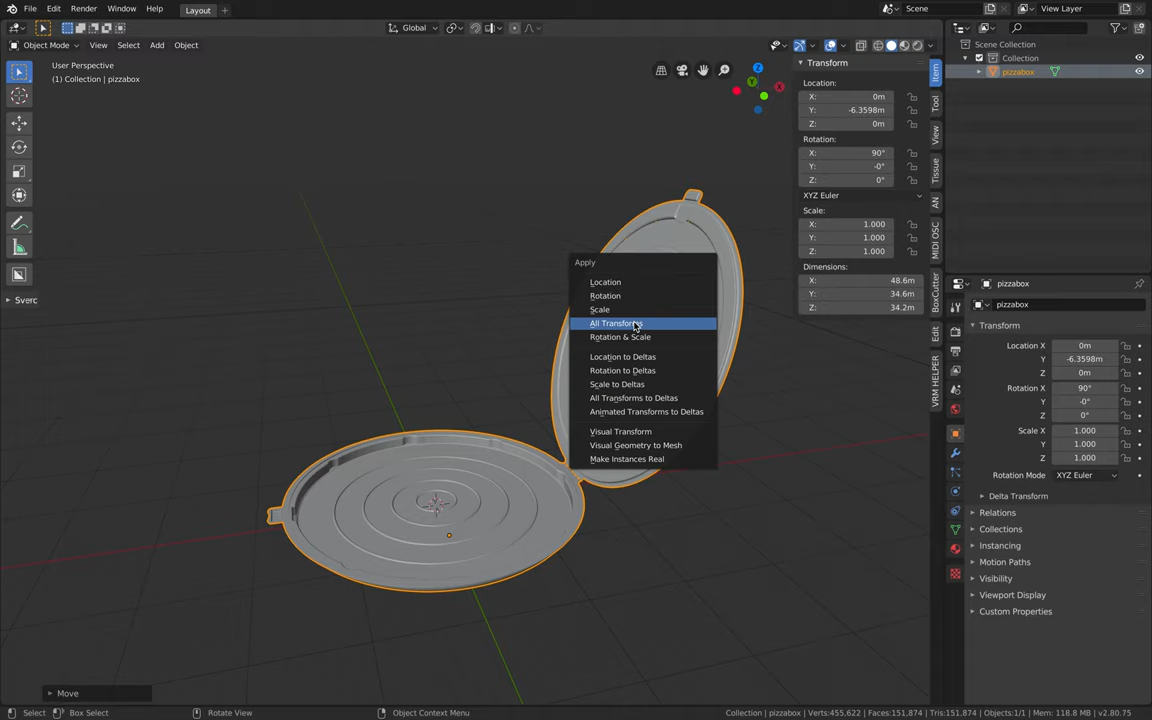 File Edit Render Window Help Layout + Scene View Layer
Global
Object Mode View Select Add Object
User Perspective
(1) Collection | pizzabox
Z
Y
X
Transform
Location:
X: 0m
Y: -6.3598m
Z: 0m
Rotation:
X: 90°
Y: -0°
Z: 0°
XYZ Euler
Scale:
X: 1.000
Y: 1.000
Z: 1.000
Dimensions:
X: 48.6m
Y: 34.6m
Z: 34.2m
Item
Tool
View
Tissue
AN
MIDI OSC
BoxCutter
Edit
VRM HELPER
Sverc
Apply
Location
Rotation
Scale
All Transforms
Rotation & Scale
Location to Deltas
Rotation to Deltas
Scale to Deltas
All Transforms to Deltas
Animated Transforms to Deltas
Visual Transform
Visual Geometry to Mesh
Make Instances Real
Scene Collection
Collection
pizzabox
pizzabox
pizzabox
Transform
Location X 0m
Y -6.3598m
Z 0m
Rotation X 90°
Y -0°
Z 0°
Scale X 1.000
Y 1.000
Z 1.000
Rotation Mode XYZ Euler
Delta Transform
Relations
Collections
Instancing
Motion Paths
Visibility
Viewport Display
Custom Properties
Move
Select Box Select Rotate View Object Context Menu Collection | pizzabox | Verts:455,622 | Faces:151,874 | Tris:151,874 | Objects:1/1 | Mem: 118.8 MB | v2.80.75